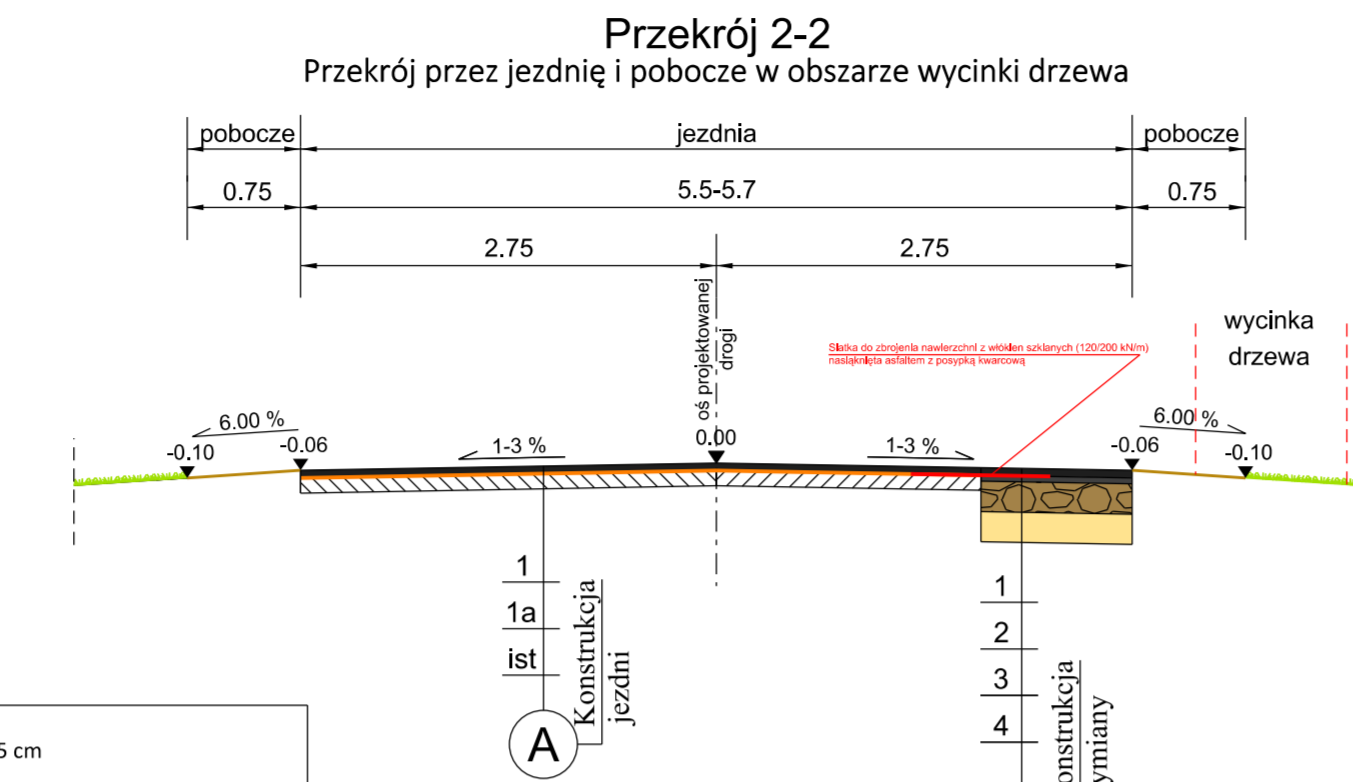 Przekrój 2-2
Przekrój przez jezdnię i pobocze w obszarze wycinki drzewa
pobocze
jezdnia
pobocze
0.75
5.5-5.7
0.75
2.75
2.75
oś projektowanej
drogi
Siatka do zbrojenia nawierzchni z włókien szklanych (120/200 kN/m)
nasiąknięta asfaltem z posypką kwarcową
wycinka
drzewa
6.00 %
6.00 %
-0.10
-0.06
1-3 %
0.00
1-3 %
-0.06
-0.10
1
1a
ist
Konstrukcja
jezdni
A
1
2
3
4
onstrukcja
ymiany
5 cm